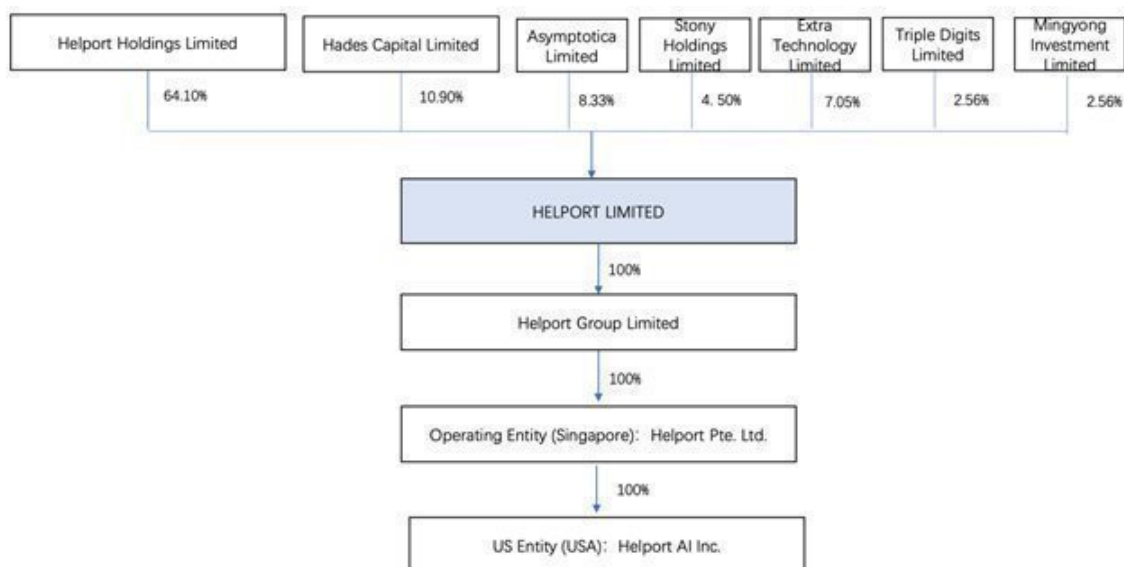 Helport Holdings Limited
Hades Capital Limited
Asymptotica
Limited
Stony
Holdings
Limited
Extra
Technology
Limited
Triple Digits
Limited
Mingyong
Investment
Limited
64.10%
10.90%
8.33%
4. 50%
7.05%
2.56%
2.56%
HELPORT LIMITED
100%
Helport Group Limited
100%
Operating Entity (Singapore): Helport Pte. Ltd.
100%
US Entity (USA): Helport AI Inc.